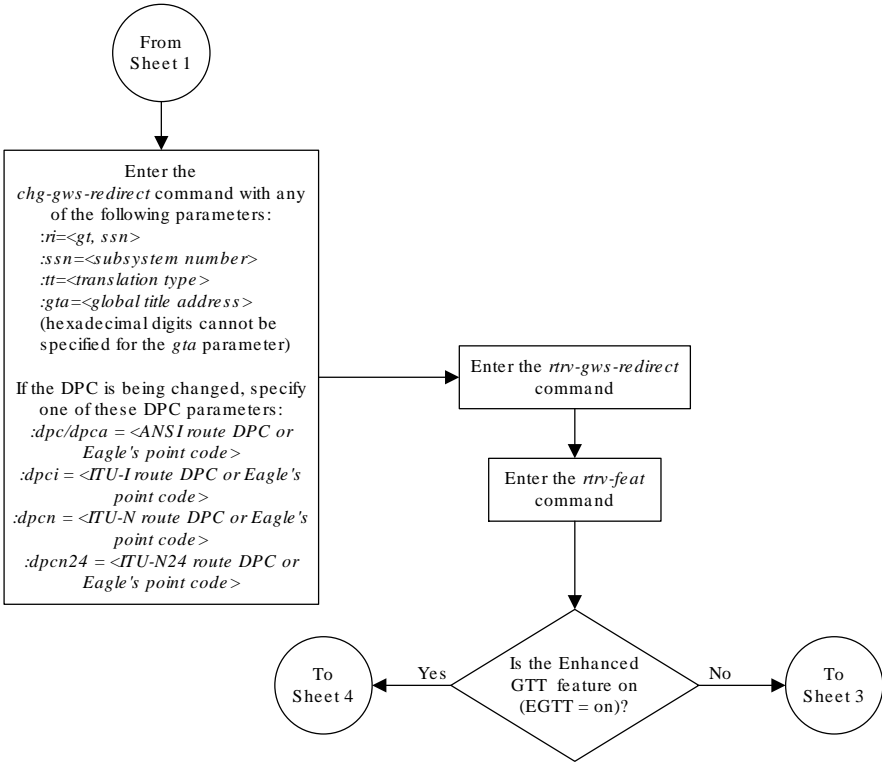 From
Sheet 1
Enter the
chg-gws-redirect command with any
of the following parameters:
:ri=<gt, ssn>
:ssn=<subsystem number>
:tt=<translation type>
:gta=<global title address>
(hexadecimal digits cannot be
specified for the gta parameter)
If the DPC is being changed, specify
one of these DPC parameters:
:dpc/dpca = <ANSI route DPC or
Eagle's point code>
:dpci = <ITU-I route DPC or Eagle's
point code>
:dpcn = <ITU-N route DPC or Eagle's
point code>
:dpcn24 = <ITU-N24 route DPC or
Eagle's point code>
Enter the rtrv-gws-redirect
command
Enter the rtrv-feat
command
Is the Enhanced
GTT feature on
(EGTT = on)?
Yes
To
Sheet 4
No
To
Sheet 3